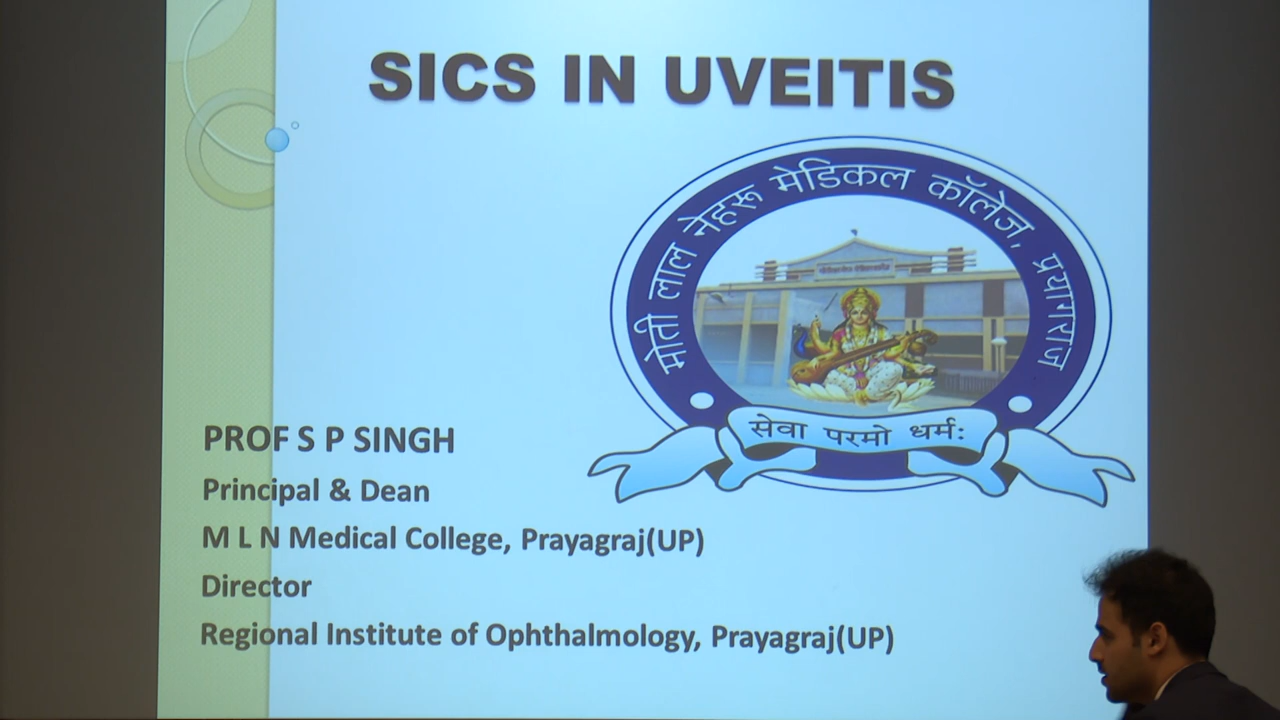 SICS IN UVEITIS
मोती लाल नेहरू मेडिकल कॉलेज, प्रयागराज
सेवा परमो धर्म:
PROF S P SINGH
Principal & Dean
M L N Medical College, Prayagraj(UP)
Director
Regional Institute of Ophthalmology, Prayagraj(UP)